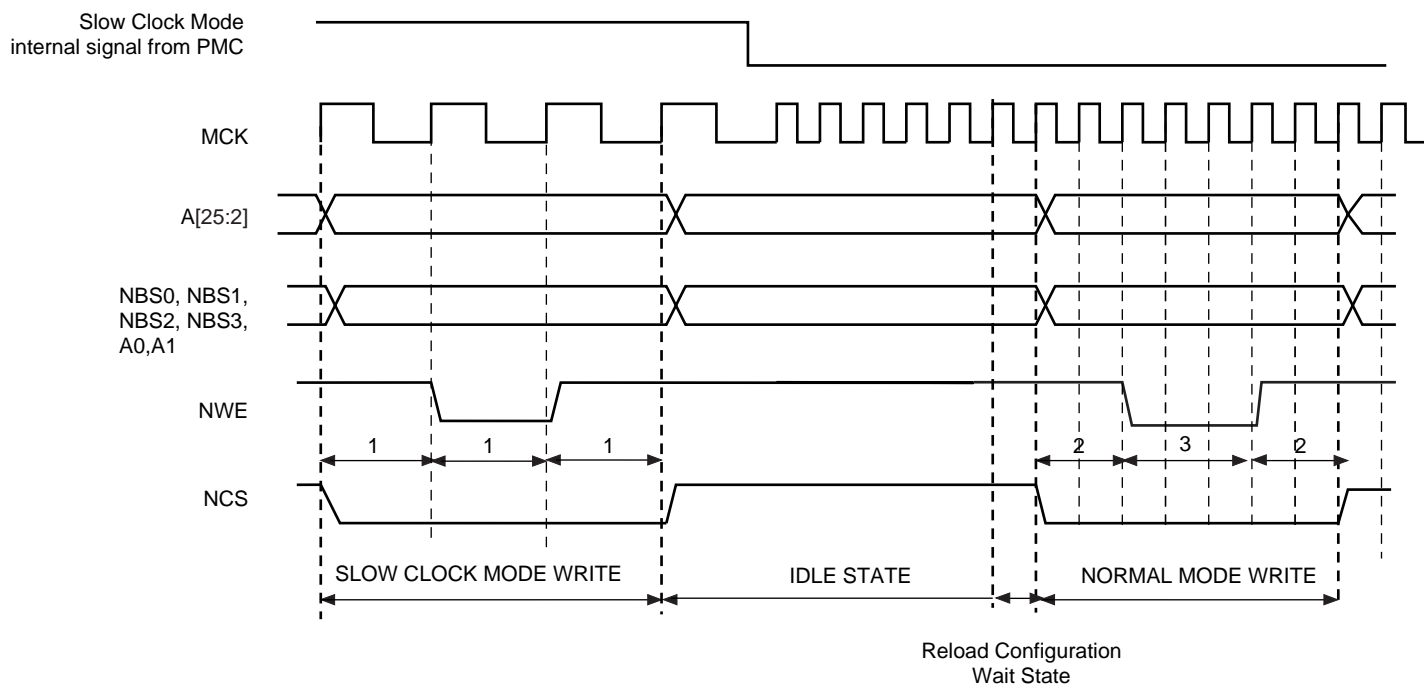 Slow Clock Mode
internal signal from PMC
MCK
A[25:2]
NBS0, NBS1,
NBS2, NBS3,
A0,A1
NWE
1 1 1 2 3 2
NCS
SLOW CLOCK MODE WRITE IDLE STATE NORMAL MODE WRITE
Reload Configuration
Wait State